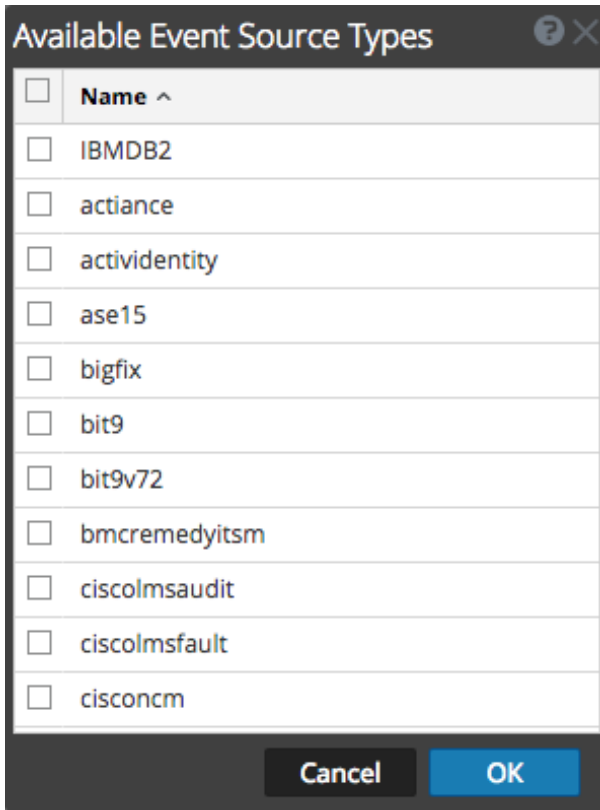 Available Event Source Types
Name
IBMDB2
actiance
actividentity
ase15
bigfix
bit9
bit9v72
bmcremedyitsm
ciscolmsaudit
ciscolmsfault
cisconcm
Cancel OK